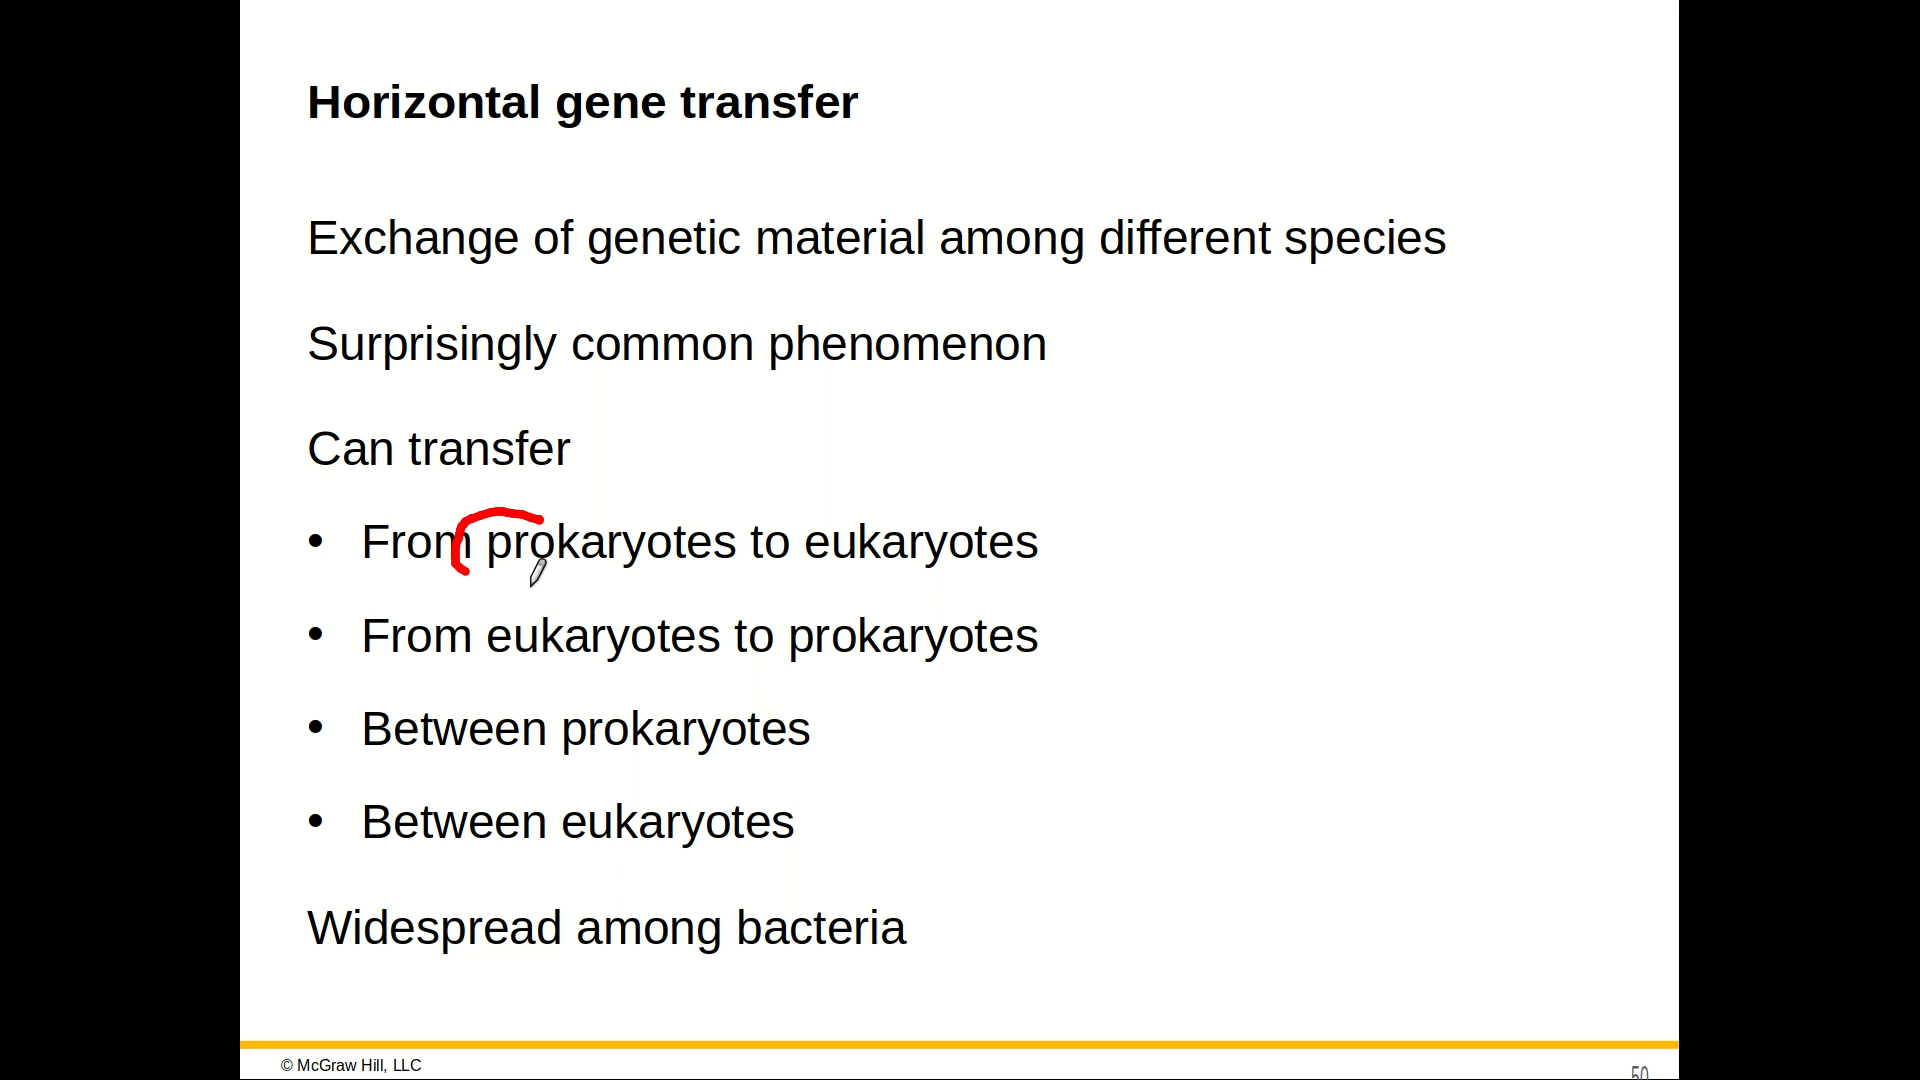 Horizontal gene transfer
Exchange of genetic material among different species
Surprisingly common phenomenon
Can transfer
• From prokaryotes to eukaryotes
• From eukaryotes to prokaryotes
• Between prokaryotes
• Between eukaryotes
Widespread among bacteria
© McGraw Hill, LLC
50